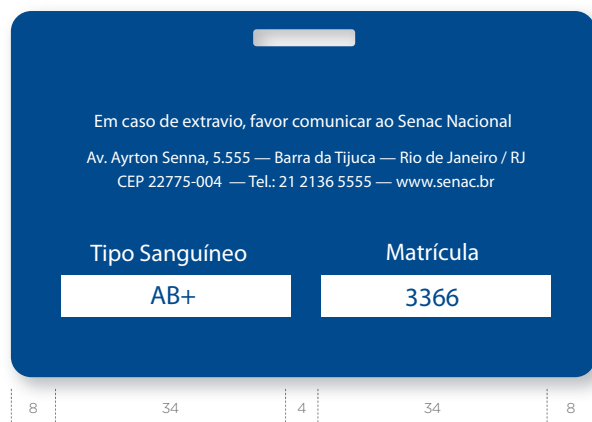 Em caso de extravio, favor comunicar ao Senac Nacional
Av. Ayrton Senna, 5.555 — Barra da Tijuca — Rio de Janeiro / RJ
CEP 22775-004 — Tel.: 21 2136 5555 — www.senac.br
Tipo Sanguíneo Matrícula
AB+ 3366
8 34 4 34 8